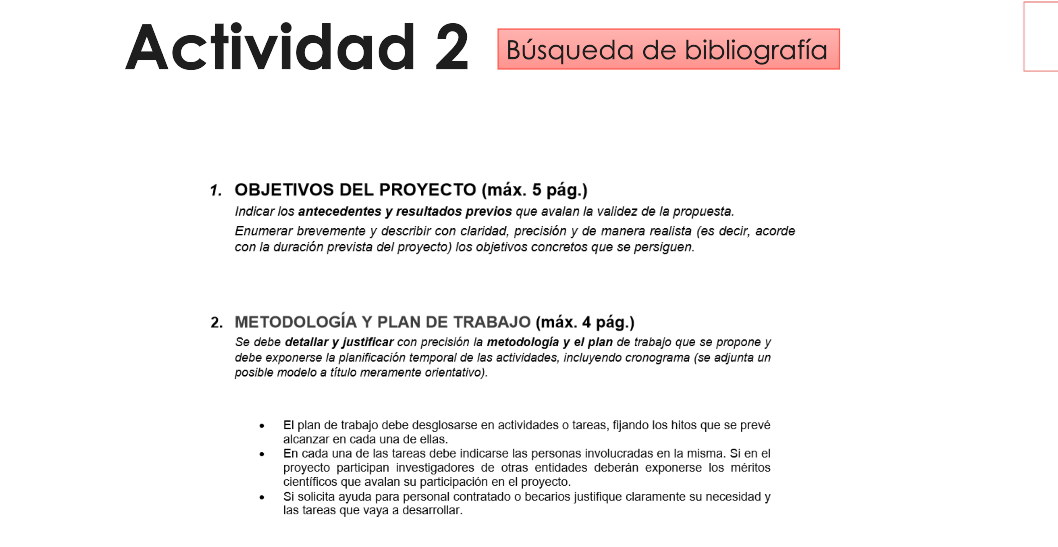 Actividad 2
Búsqueda de bibliografía
1. OBJETIVOS DEL PROYECTO (máx. 5 pág.)
Indicar los antecedentes y resultados previos que avalan la validez de la propuesta.
Enumerar brevemente y describir con claridad, precisión y de manera realista (es decir, acorde
con la duración prevista del proyecto) los objetivos concretos que se persiguen.
2. METODOLOGÍA Y PLAN DE TRABAJO (máx. 4 pág.)
Se debe detallar y justificar con precisión la metodología y el plan de trabajo que se propone y
debe exponerse la planificación temporal de las actividades, incluyendo cronograma (se adjunta un
posible modelo a título meramente orientativo).
• El plan de trabajo debe desglosarse en actividades o tareas, fijando los hitos que se prevé
alcanzar en cada una de ellas.
• En cada una de las tareas debe indicarse las personas involucradas en la misma. Si en el
proyecto participan investigadores de otras entidades deberán exponerse los méritos
científicos que avalan su participación en el proyecto.
• Si solicita ayuda para personal contratado o becarios justifique claramente su necesidad y
las tareas que vaya a desarrollar.